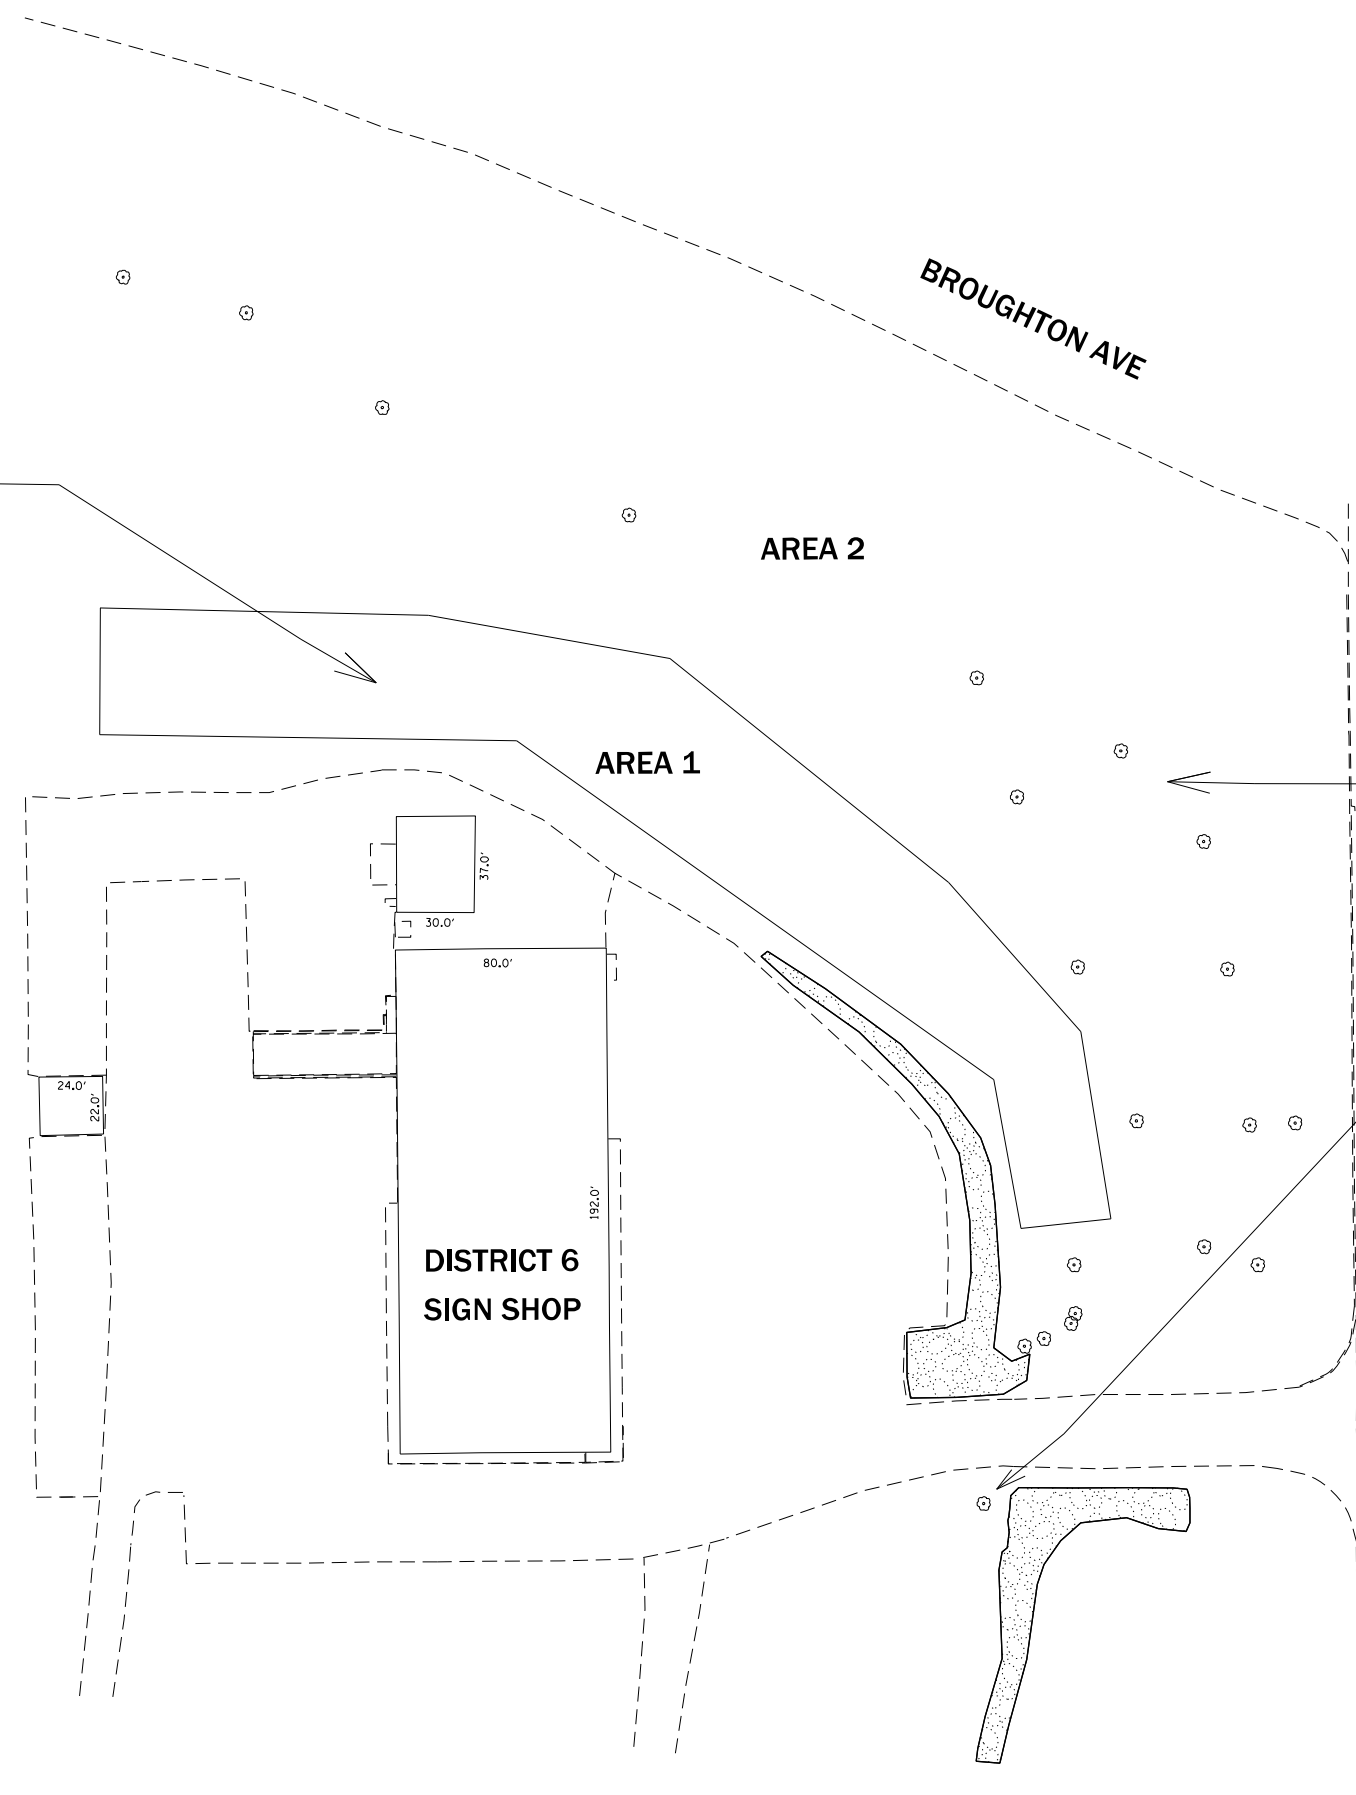 BROUGHTON AVE
AREA 2
AREA 1
37.0'
30.0'
80.0'
24.0'
22.0'
192.0'
DISTRICT 6
SIGN SHOP